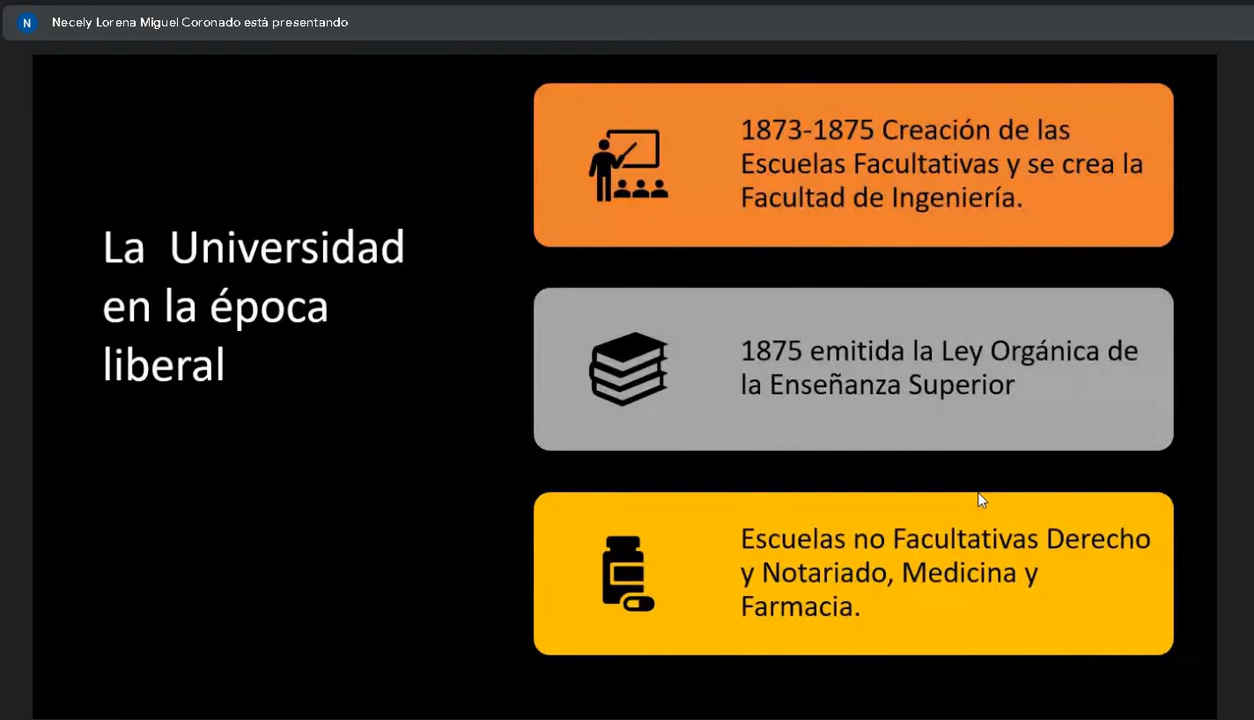 N
Necely Lorena Miguel Coronado está presentando
La Universidad
en la época
liberal
1873-1875 Creación de las
Escuelas Facultativas y se crea la
Facultad de Ingeniería.
1875 emitida la Ley Orgánica de
la Enseñanza Superior
Escuelas no Facultativas Derecho
y Notariado, Medicina y
Farmacia.